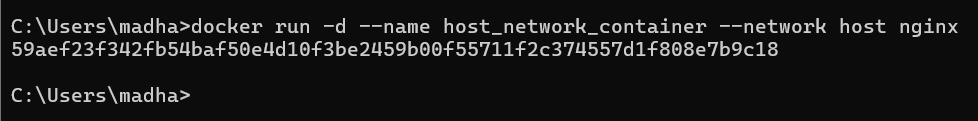 C:\Users\madha>docker run -d --name host_network_container --network host nginx
59aef23f342fb54baf50e4d10f3be2459b00f55711f2c374557d1f808e7b9c18
C:\Users\madha>